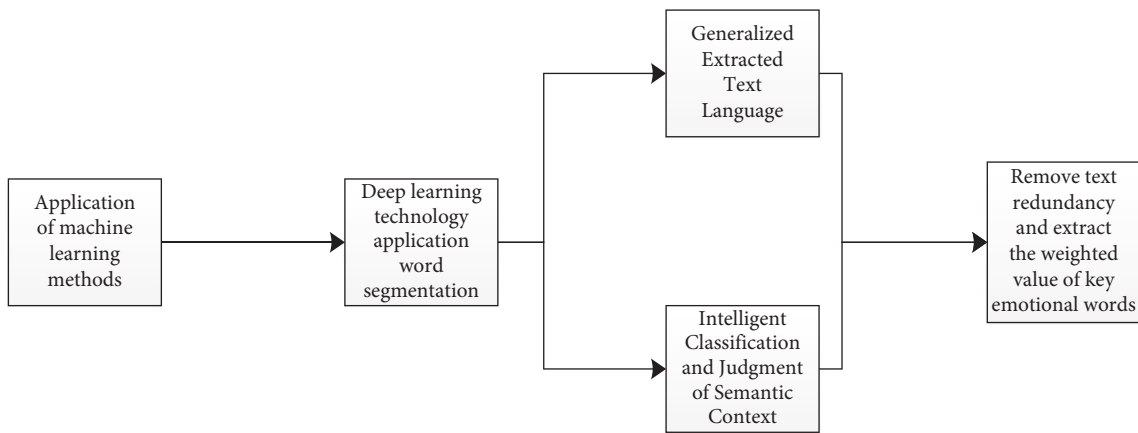 Application
of machine
learning
methods
Deep learning
technology
application
word
segmentation
Generalized
Extracted
Text
Language
Intelligent
Classification
and Judgment
of Semantic
Context
Remove text
redundancy
and extract
the weighted
value of key
emotional words